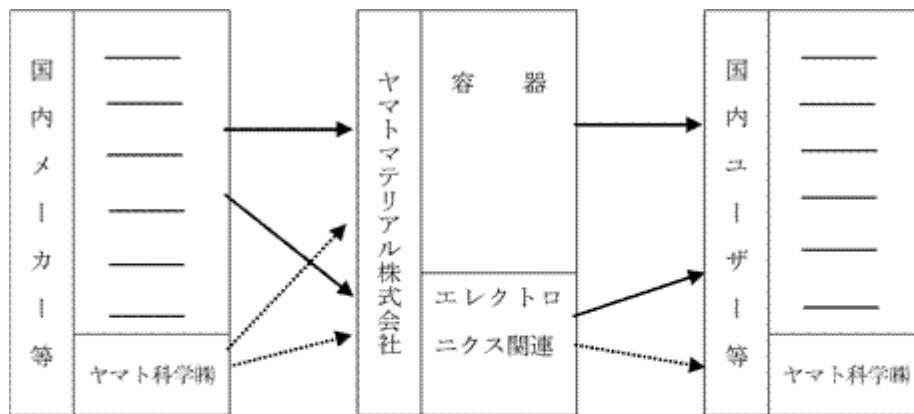 国内メーカー等
ヤマト科学㈱
ヤマトマテリアル株式会社
容　器
エレクトロ
ニクス関連
国内ユーザー等
ヤマト科学㈱